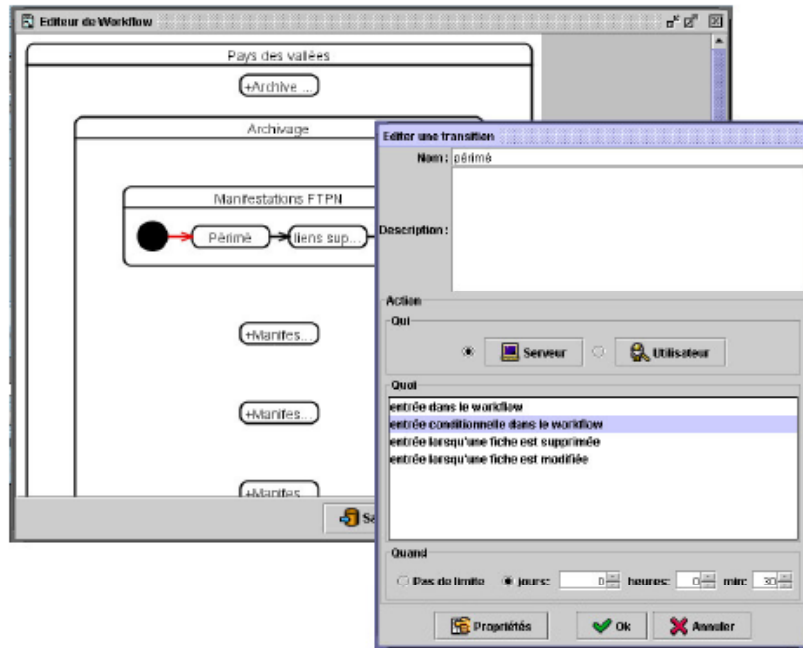 Editeur de Workflow
Pays des vallées
+Archive ...
Archivage
Manifestations FTPN
Périmé
liens sup...
+Manifes...
+Manifes...
+Manifes...
Editer une transition
Nom : périmé
Description :
Action
Qui
Serveur
Utilisateur
Quoi
entrée dans le workflow
entrée conditionnelle dans le workflow
entrée lorsqu'une fiche est supprimée
entrée lorsqu'une fiche est modifiée
Quand
Pas de limite jours: 0 heures: 0 min: 30
Propriétés Ok Annuler